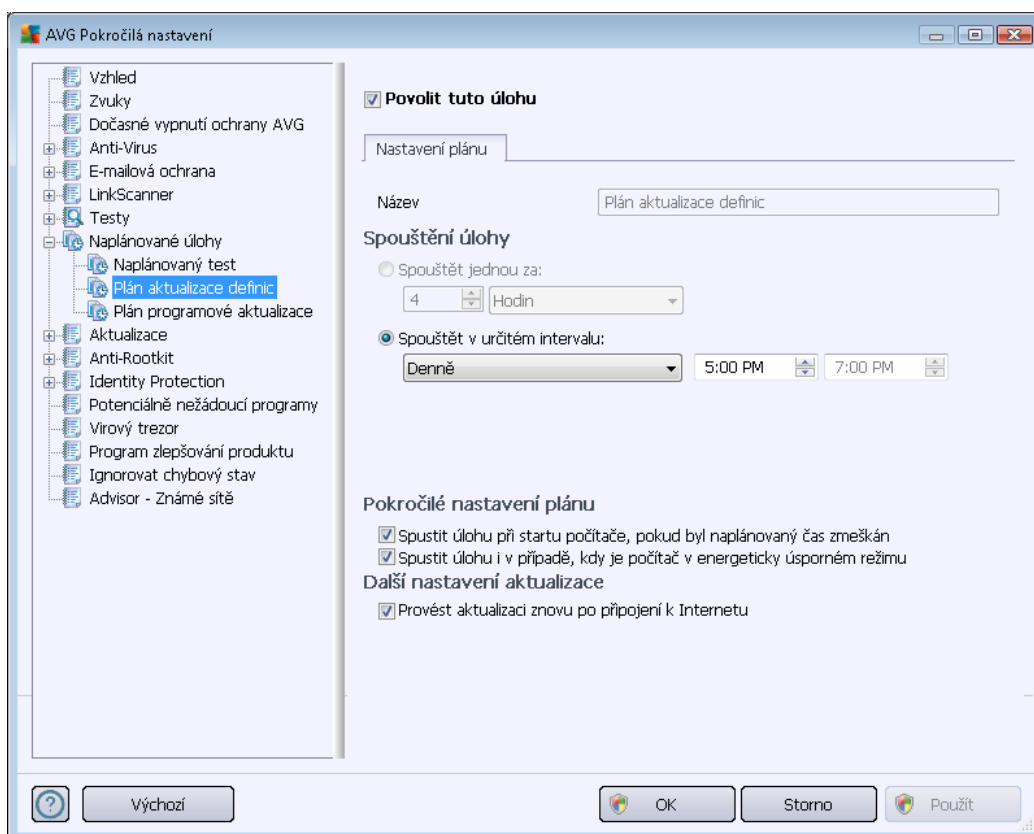 AVG Pokročilá nastavení
Vzhled
Zvuky
Dočasné vypnutí ochrany AVG
Anti-Virus
E-mailová ochrana
LinkScanner
Testy
Naplánované úlohy
Naplánovaný test
Plán aktualizace definic
Plán programové aktualizace
Aktualizace
Anti-Rootkit
Identity Protection
Potenciálně nežádoucí programy
Virový trezor
Program zlepšování produktu
Ignorovat chybový stav
Advisor - Známé sítě
Povolit tuto úlohu
Nastavení plánu
Název Plán aktualizace definic
Spouštění úlohy
Spouštět jednou za:
4 Hodin
Spouštět v určitém intervalu:
Denně 5:00 PM 7:00 PM
Pokročilé nastavení plánu
Spustit úlohu při startu počítače, pokud byl naplánovaný čas zmeškán
Spustit úlohu i v případě, kdy je počítač v energeticky úsporném režimu
Další nastavení aktualizace
Provést aktualizaci znovu po připojení k Internetu
? Výchozí OK Storno Použít